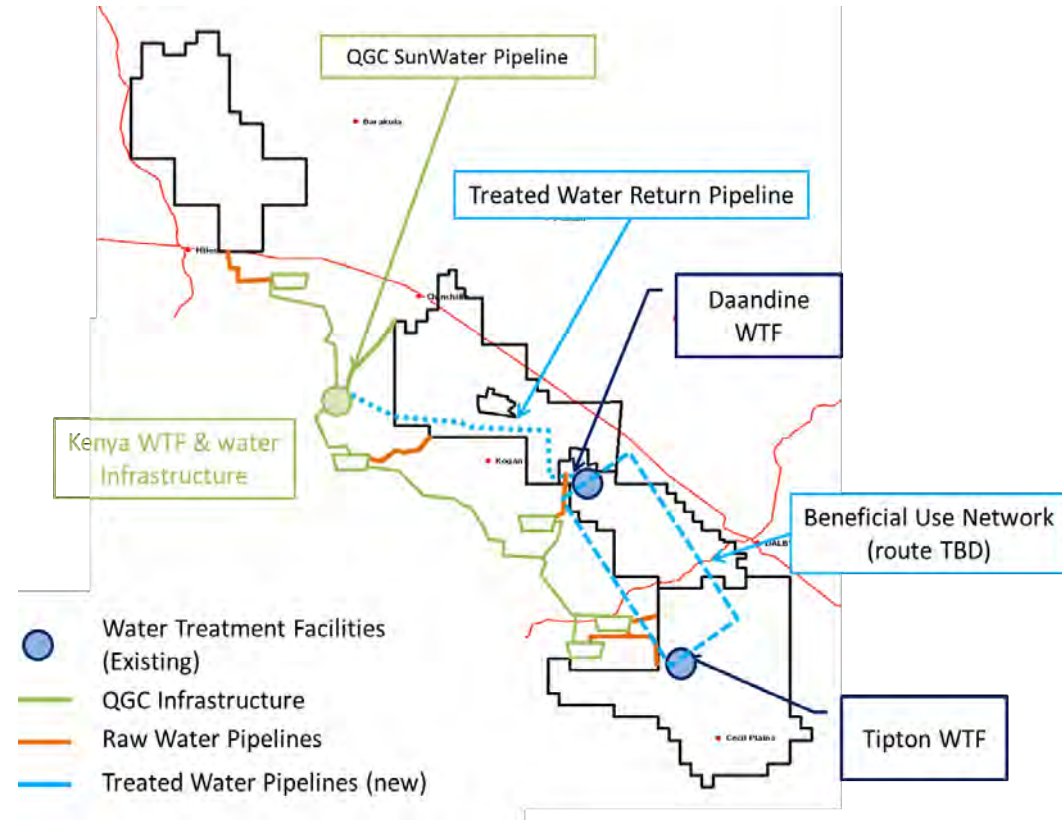 QGC SunWater Pipeline
Barakula
Treated Water Return Pipeline
Daandine
WTF
Kenya WTF & water
Infrastructure
Kogan
Beneficial Use Network
(route TBD)
Water Treatment Facilities
(Existing)
QGC Infrastructure
Raw Water Pipelines
Treated Water Pipelines (new)
Cecil Plains
Tipton WTF